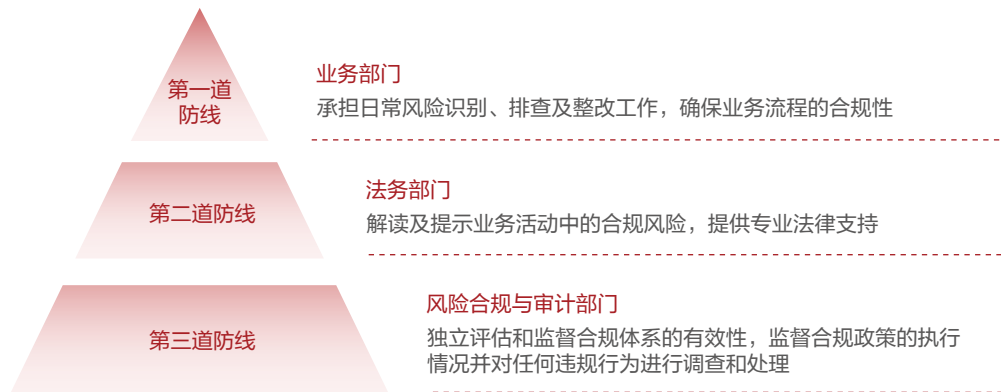 第一道
防线
业务部门
承担日常风险识别、排查及整改工作，确保业务流程的合规性
第二道防线
法务部门
解读及提示业务活动中的合规风险，提供专业法律支持
第三道防线
风险合规与审计部门
独立评估和监督合规体系的有效性，监督合规政策的执行
情况并对任何违规行为进行调查和处理